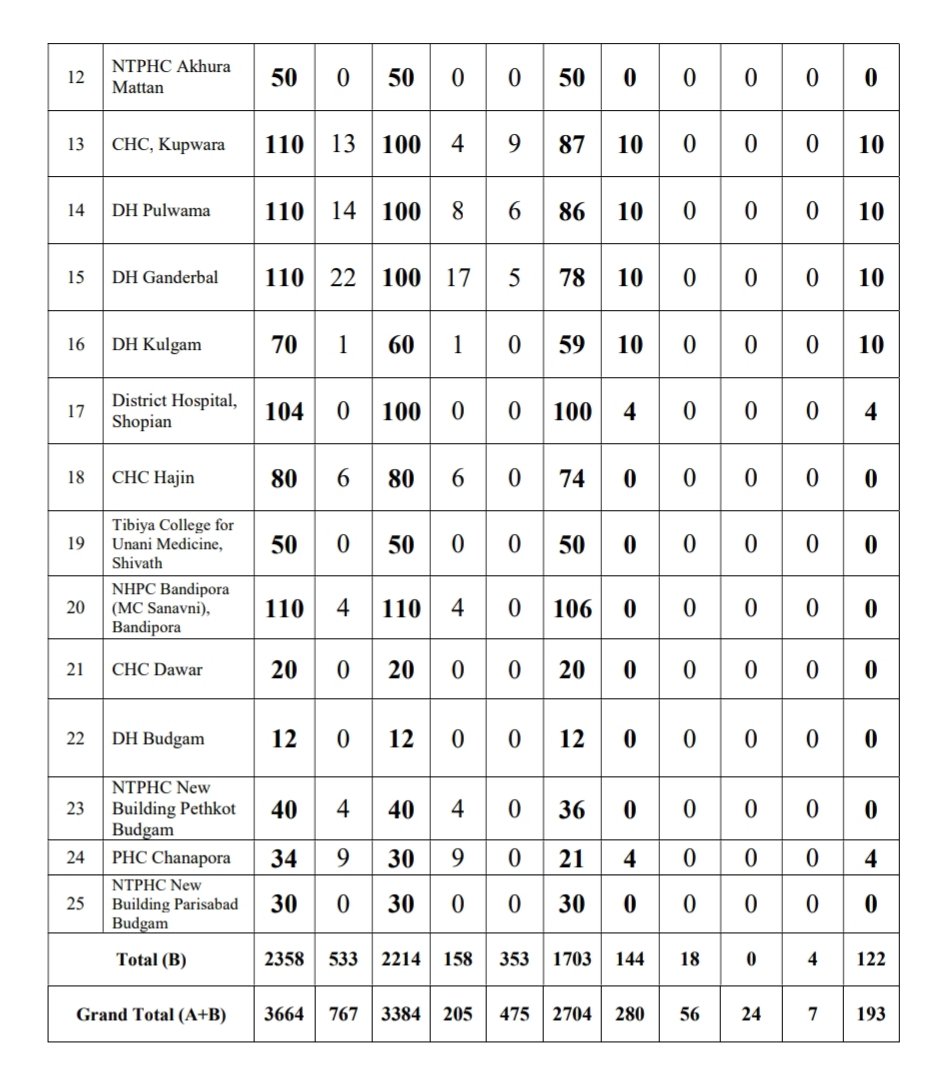 12 NTPHC Akhura Mattan 50 0 50 0 0 50 0 0 0 0 0
13 CHC, Kupwara 110 13 100 4 9 87 10 0 0 0 10
14 DH Pulwama 110 14 100 8 6 86 10 0 0 0 10
15 DH Ganderbal 110 22 100 17 5 78 10 0 0 0 10
16 DH Kulgam 70 1 60 1 0 59 10 0 0 0 10
17 District Hospital, Shopian 104 0 100 0 0 100 4 0 0 0 4
18 CHC Hajin 80 6 80 6 0 74 0 0 0 0 0
19 Tibiya College for Unani Medicine, Shivath 50 0 50 0 0 50 0 0 0 0 0
20 NHPC Bandipora (MC Sanavni), Bandipora 110 4 110 4 0 106 0 0 0 0 0
21 CHC Dawar 20 0 20 0 0 20 0 0 0 0 0
22 DH Budgam 12 0 12 0 0 12 0 0 0 0 0
23 NTPHC New Building Pethkot Budgam 40 4 40 4 0 36 0 0 0 0 0
24 PHC Chanapora 34 9 30 9 0 21 4 0 0 0 4
25 NTPHC New Building Parisabad Budgam 30 0 30 0 0 30 0 0 0 0 0
Total (B) 2358 533 2214 158 353 1703 144 18 0 4 122
Grand Total (A+B) 3664 767 3384 205 475 2704 280 56 24 7 193